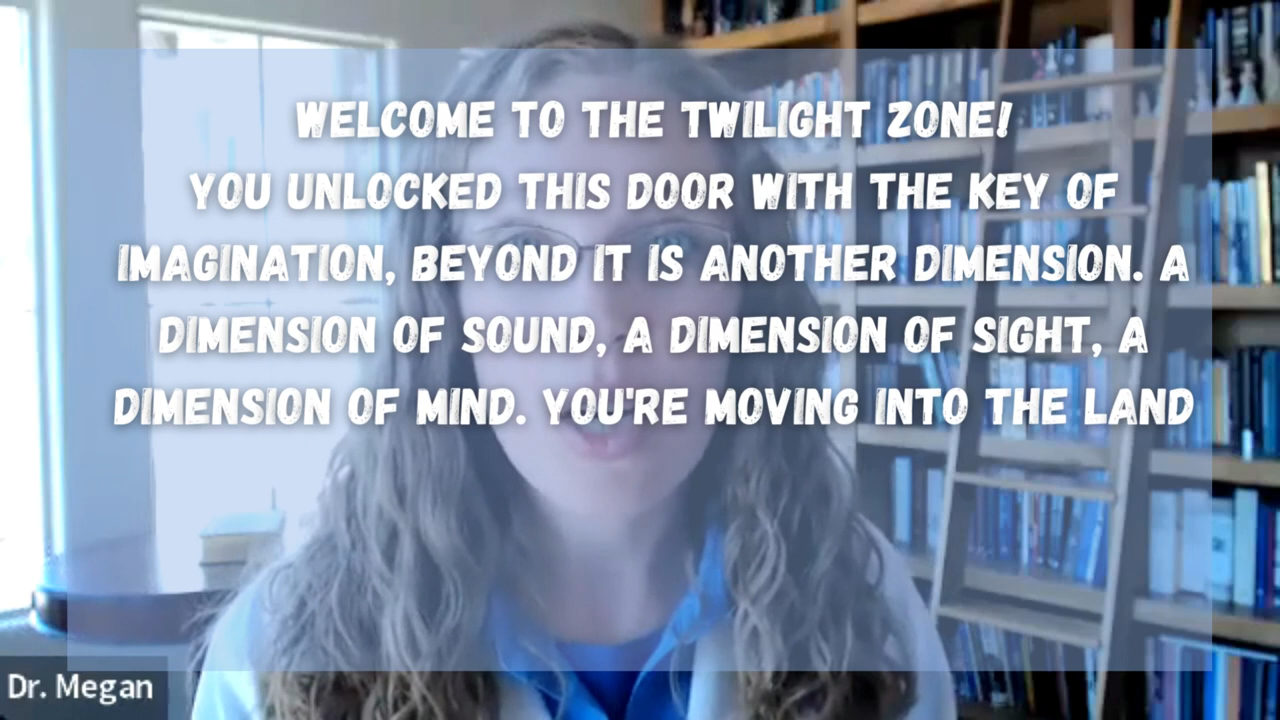 WELCOME TO THE TWILIGHT ZONE!
YOU UNLOCKED THIS DOOR WITH THE KEY OF
IMAGINATION, BEYOND IT IS ANOTHER DIMENSION. A
DIMENSION OF SOUND, A DIMENSION OF SIGHT, A
DIMENSION OF MIND. YOU'RE MOVING INTO THE LAND
Dr. Megan